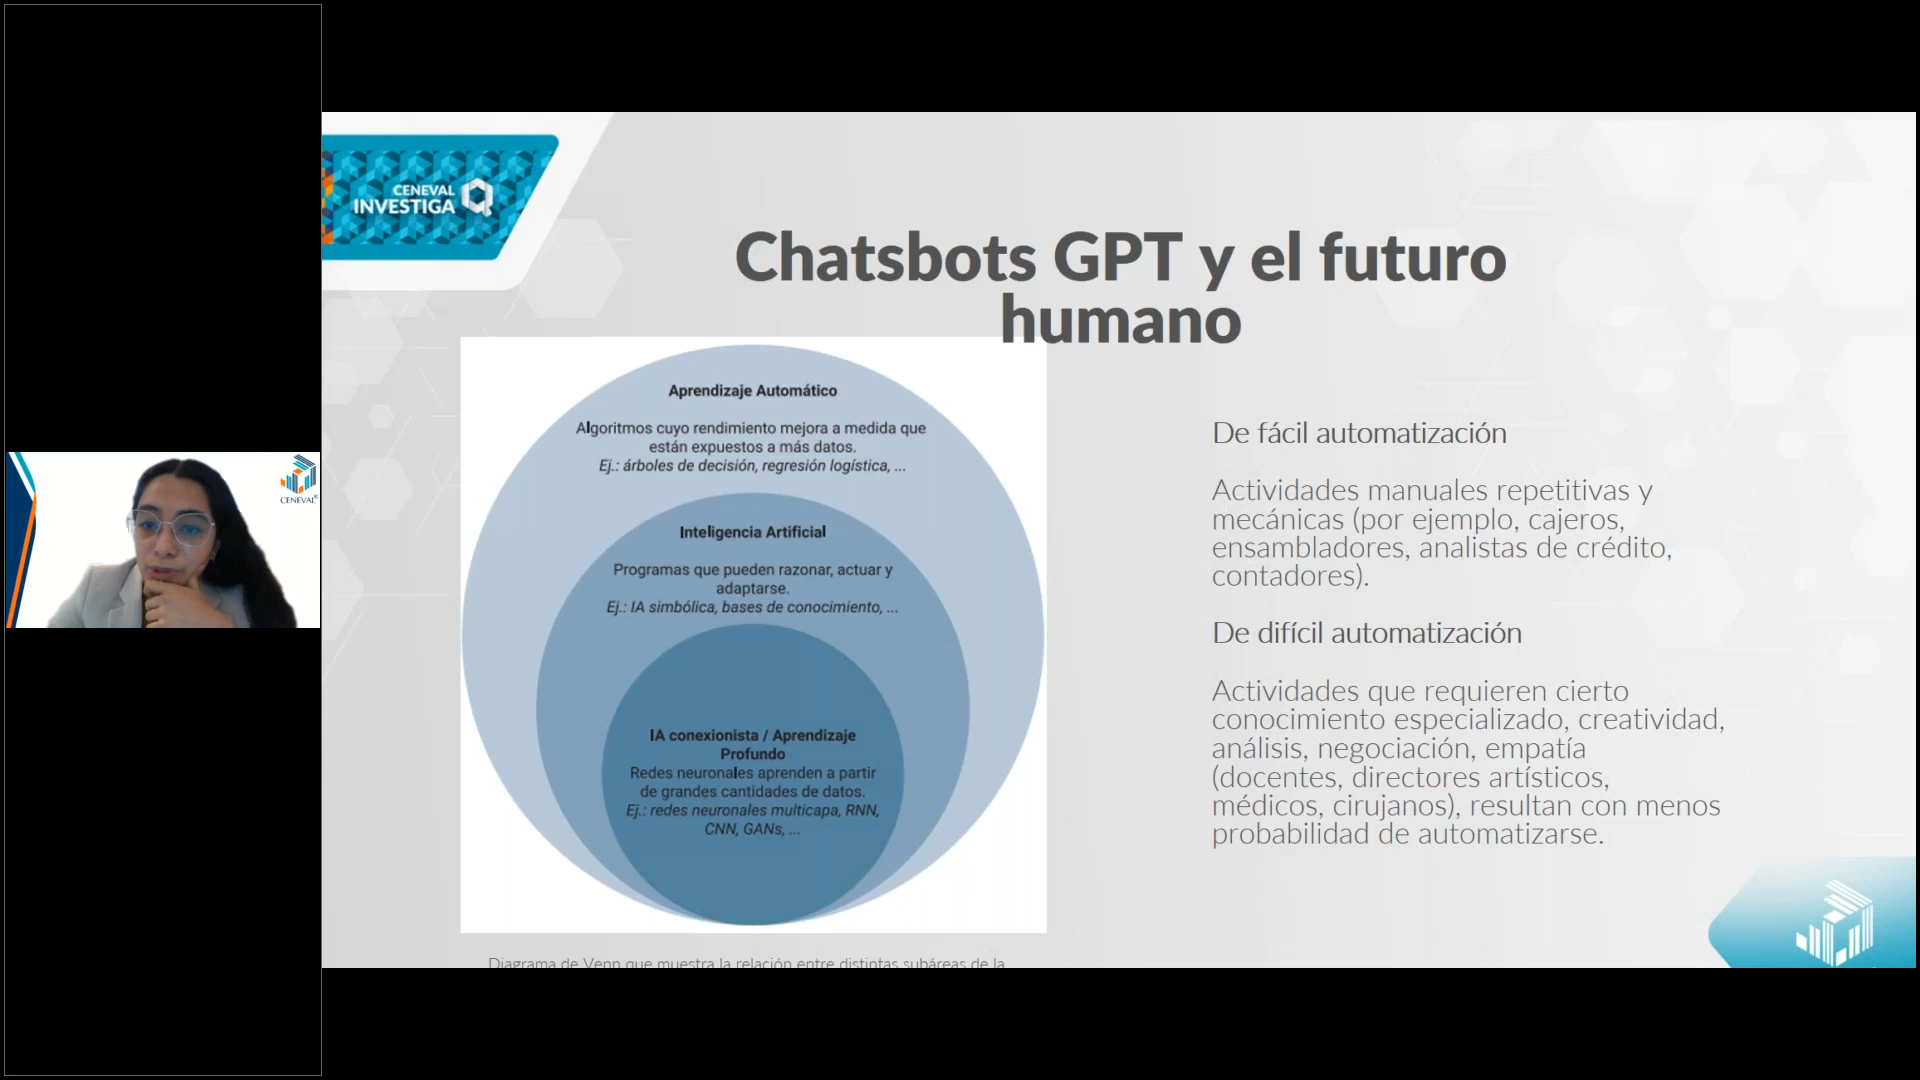 CENEVAL
INVESTIGA
Chatsbots GPT y el futuro
humano
Aprendizaje Automático
Algoritmos cuyo rendimiento mejora a medida que
están expuestos a más datos.
Ej.: árboles de decisión, regresión logística, ...
Inteligencia Artificial
Programas que pueden razonar, actuar y
adaptarse.
Ej.: IA simbólica, bases de conocimiento, ...
IA conexionista / Aprendizaje
Profundo
Redes neuronales aprenden a partir
de grandes cantidades de datos.
Ej.: redes neuronales multicapa, RNN,
CNN, GANs, ...
Diagrama de Venn que muestra la relación entre distintas subáreas de la
De fácil automatización
Actividades manuales repetitivas y
mecánicas (por ejemplo, cajeros,
ensambladores, analistas de crédito,
contadores).
De difícil automatización
Actividades que requieren cierto
conocimiento especializado, creatividad,
análisis, negociación, empatía
(docentes, directores artísticos,
médicos, cirujanos), resultan con menos
probabilidad de automatizarse.
CENEVAL®